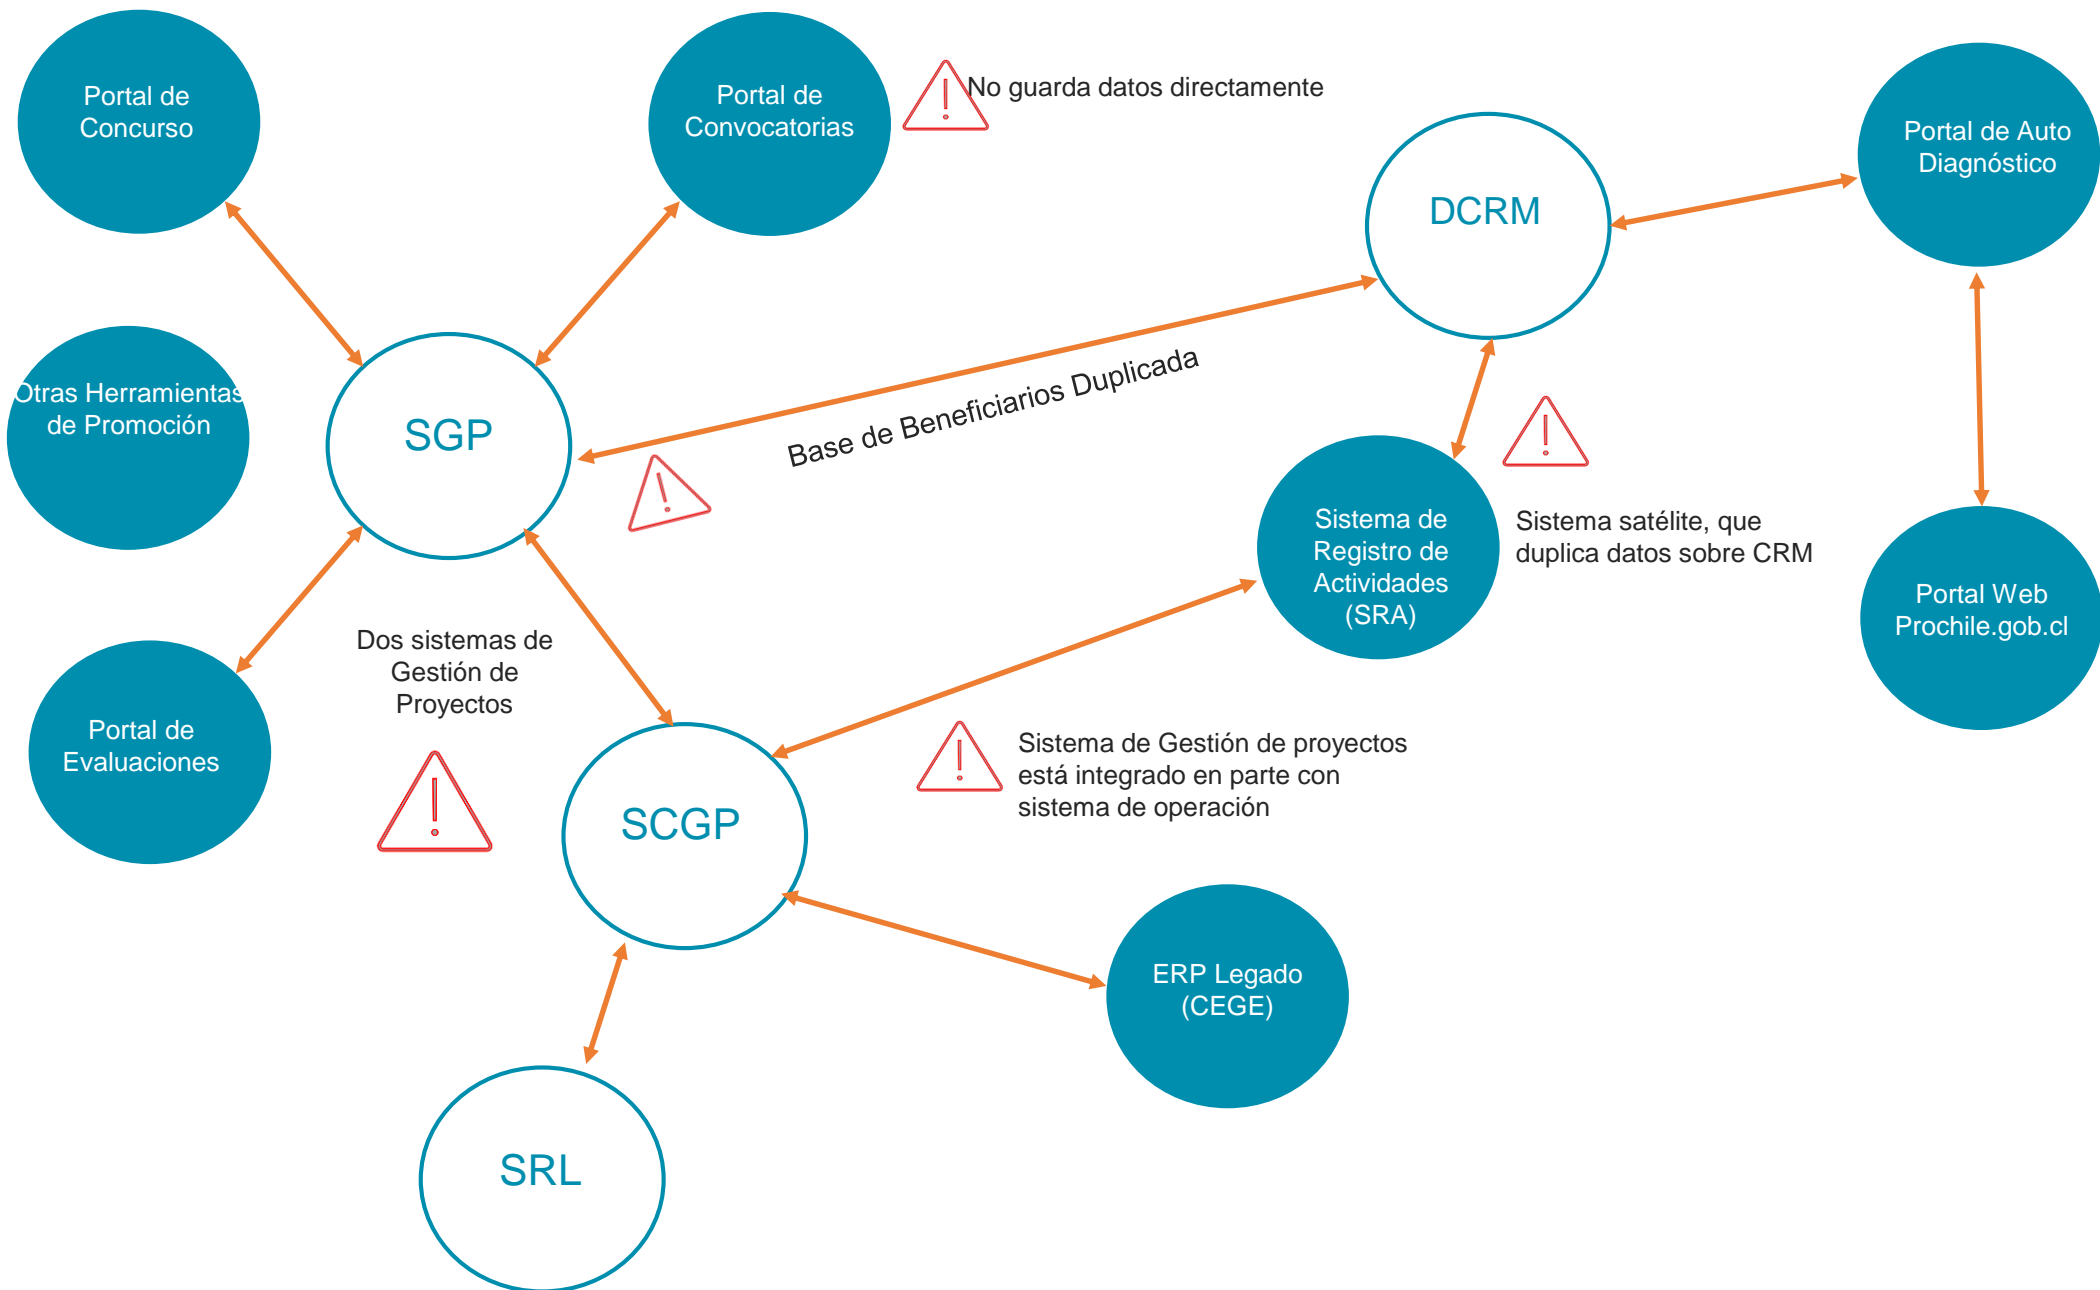 Portal de
Concurso
Portal de
Convocatorias
No guarda datos directamente
DCRM
Portal de Auto
Diagnóstico
Otras Herramientas
de Promoción
SGP
Base de Beneficiarios Duplicada
Sistema de
Registro de
Actividades
(SRA)
Sistema satélite, que
duplica datos sobre CRM
Portal Web
Prochile.gob.cl
Dos sistemas de
Gestión de
Proyectos
Portal de
Evaluaciones
SCGP
Sistema de Gestión de proyectos
está integrado en parte con
sistema de operación
ERP Legado
(CEGE)
SRL